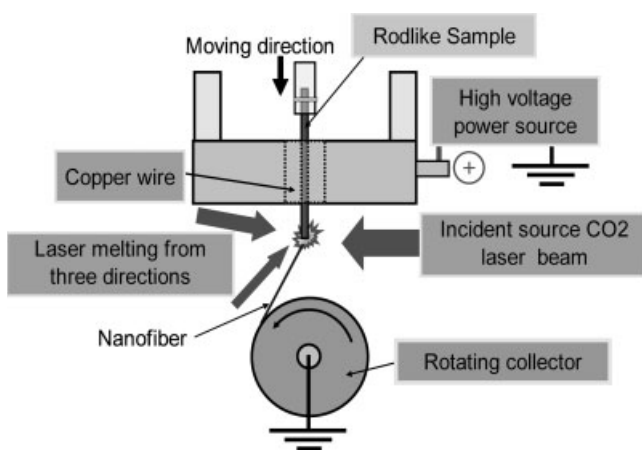 Moving direction
Rodlike Sample
High voltage
power source
+
Copper wire
Laser melting from
three directions
Incident source CO2
laser beam
Nanofiber
Rotating collector